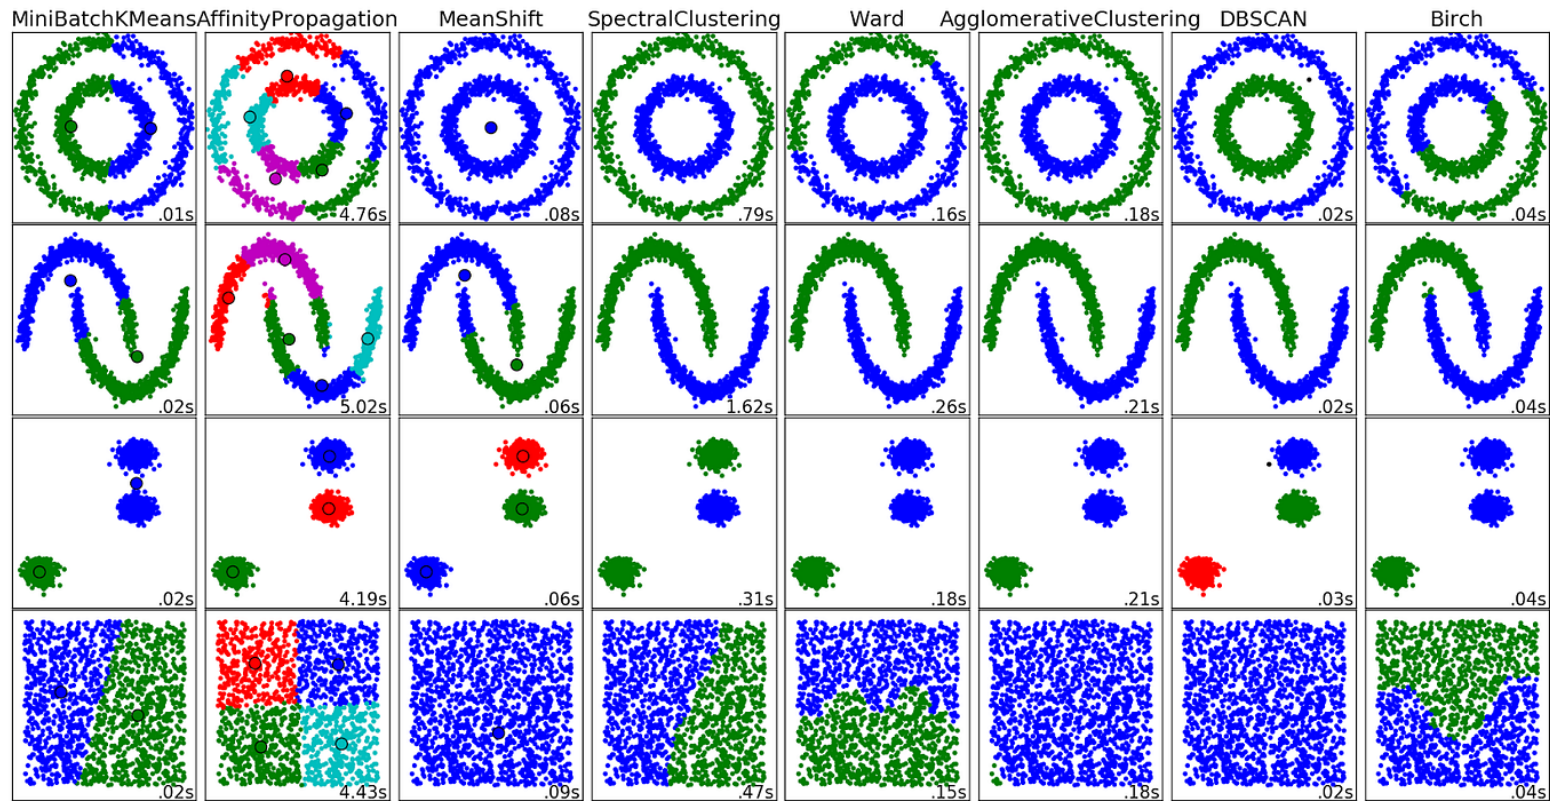 MiniBatchKMeans AffinityPropagation MeanShift SpectralClustering Ward AgglomerativeClustering DBSCAN Birch
.01s 4.76s .08s .79s .16s .18s .02s .04s
.02s 5.02s .06s 1.62s .26s .21s .02s .04s
.02s 4.19s .06s .31s .18s .21s .03s .04s
.02s 4.43s .09s .47s .15s .18s .02s .04s